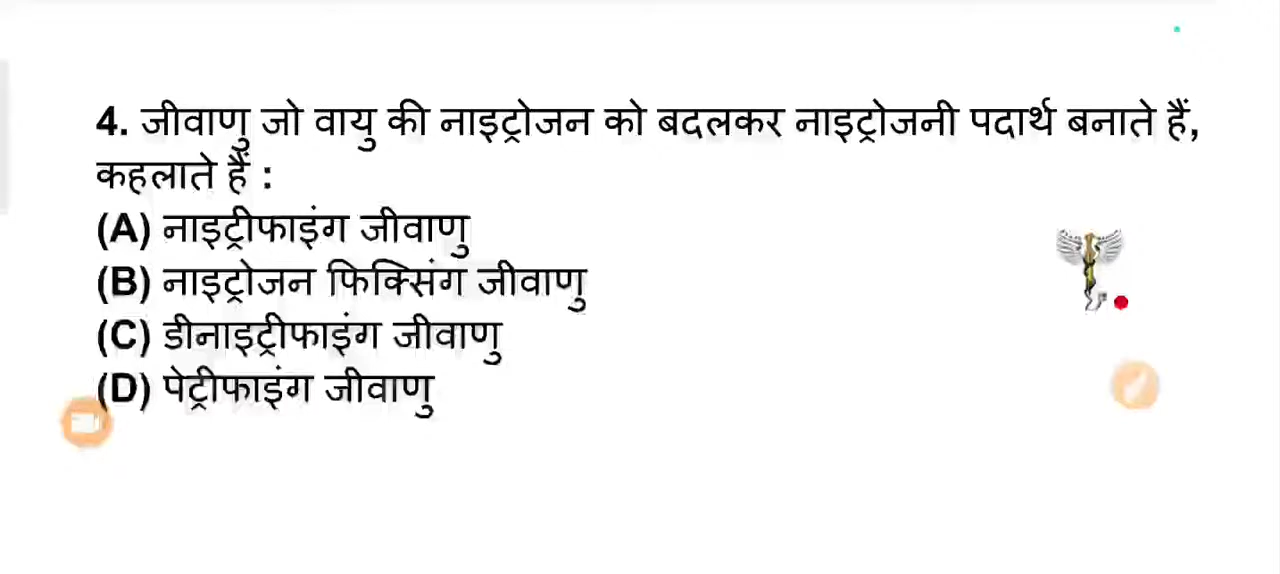 4. जीवाणु जो वायु की नाइट्रोजन को बदलकर नाइट्रोजनी पदार्थ बनाते हैं,
कहलाते हैं :
(A) नाइट्रीफाइंग जीवाणु
(B) नाइट्रोजन फिक्सिंग जीवाणु
(C) डीनाइट्रीफाइंग जीवाणु
(D) पेट्रीफाइंग जीवाणु